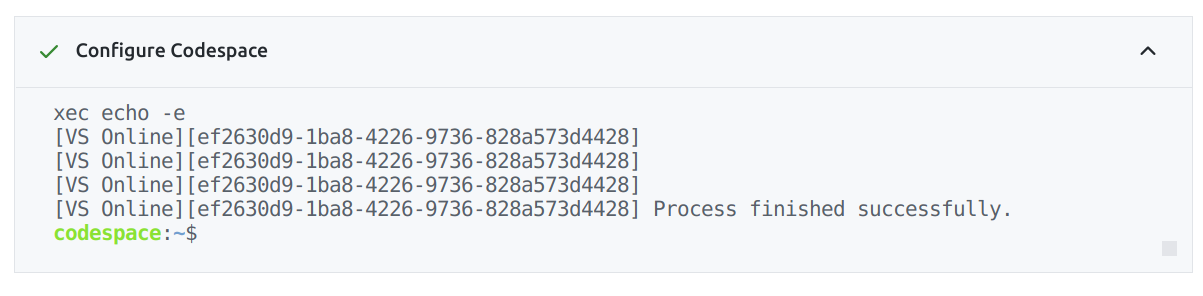 Configure Codespace
xec echo -e
[VS Online][ef2630d9-1ba8-4226-9736-828a573d4428]
[VS Online][ef2630d9-1ba8-4226-9736-828a573d4428]
[VS Online][ef2630d9-1ba8-4226-9736-828a573d4428]
[VS Online][ef2630d9-1ba8-4226-9736-828a573d4428] Process finished successfully.
codespace:~$